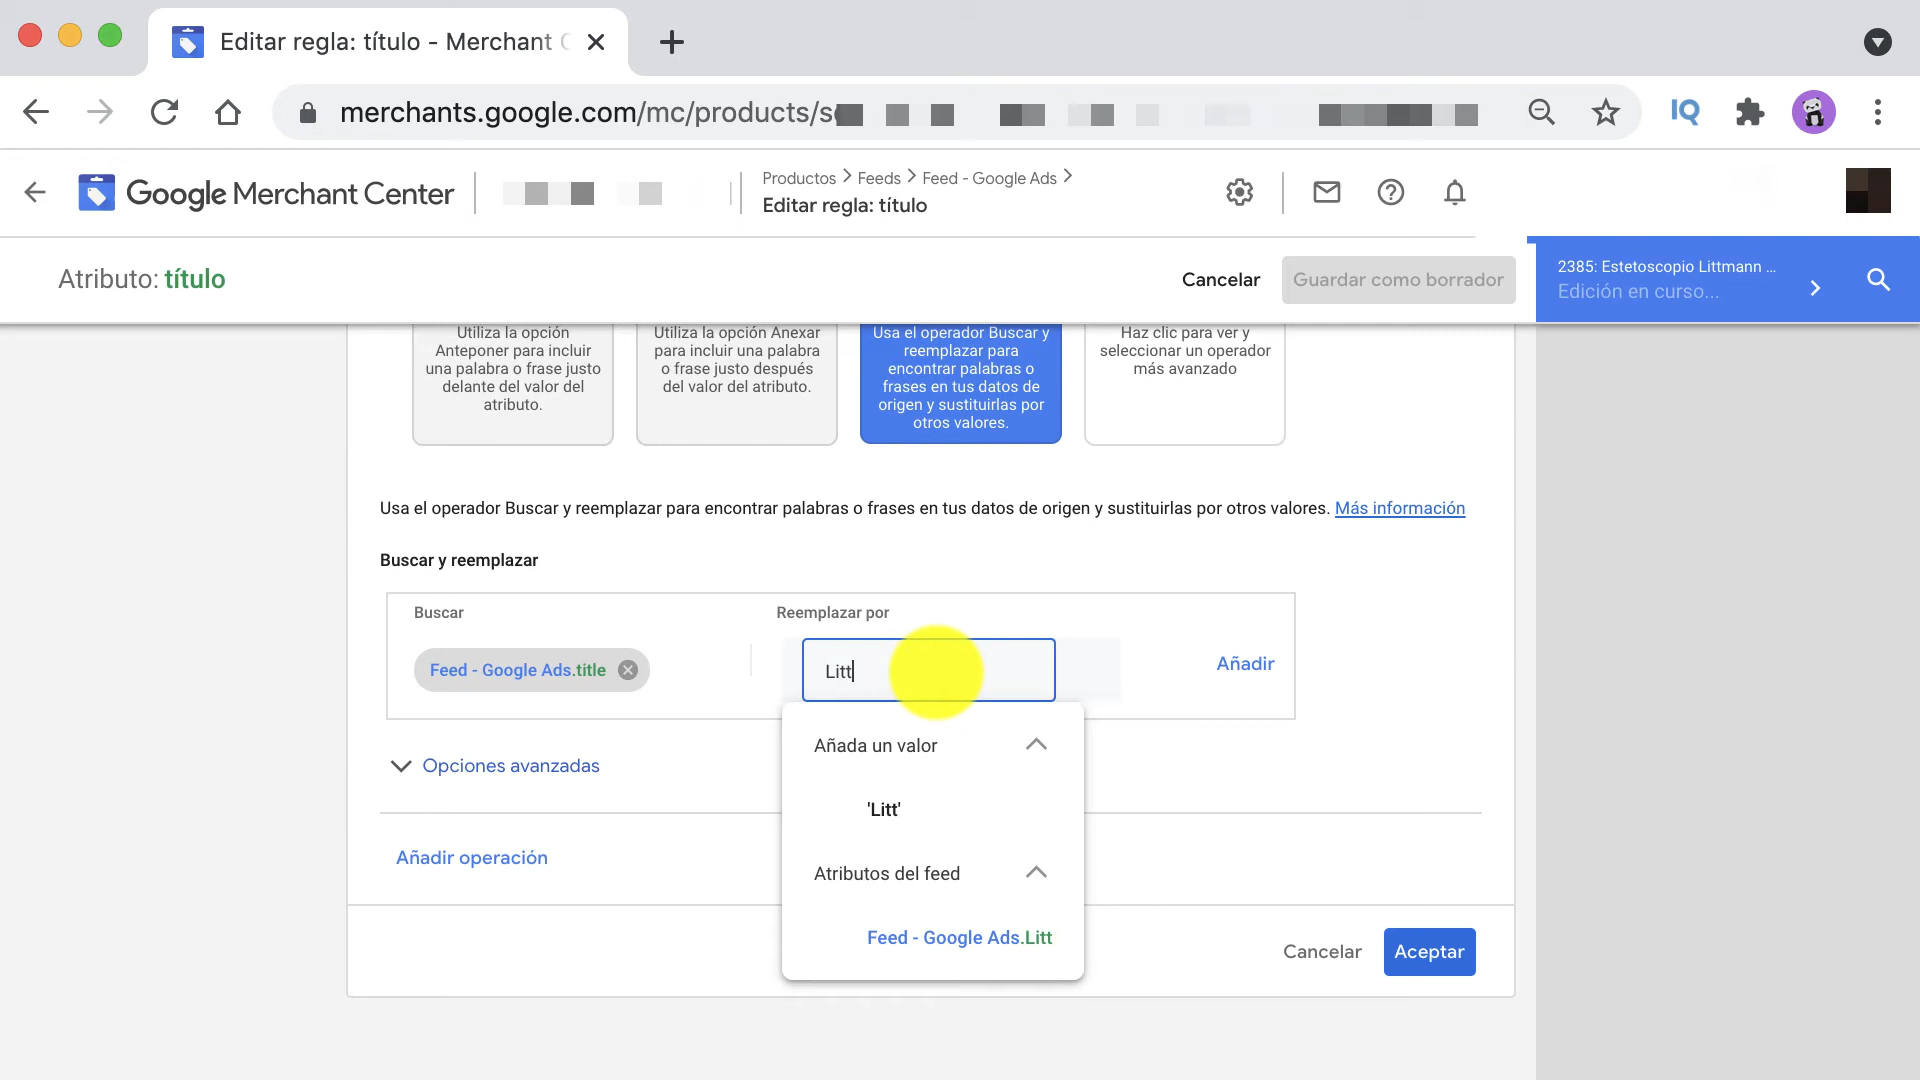 Editar regla: título - Merchant C
merchants.google.com/mc/products/s
IQ
Google Merchant Center
Productos > Feeds > Feed - Google Ads >
Editar regla: título
Atributo: título
Cancelar
Guardar como borrador
2385: Estetoscopio Littmann ...
Edición en curso...
Utiliza la opción
Anteponer para incluir
una palabra o frase justo
delante del valor del
atributo.
Utiliza la opción Anexar
para incluir una palabra
o frase justo después
del valor del atributo.
Usa el operador Buscar y
reemplazar para
encontrar palabras o
frases en tus datos de
origen y sustituirlas por
otros valores.
Haz clic para ver y
seleccionar un operador
más avanzado
Usa el operador Buscar y reemplazar para encontrar palabras o frases en tus datos de origen y sustituirlas por otros valores. Más información
Buscar y reemplazar
Buscar
Reemplazar por
Feed - Google Ads.title
Litt
Añadir
Añada un valor
'Litt'
Atributos del feed
Feed - Google Ads.Litt
Opciones avanzadas
Añadir operación
Cancelar
Aceptar